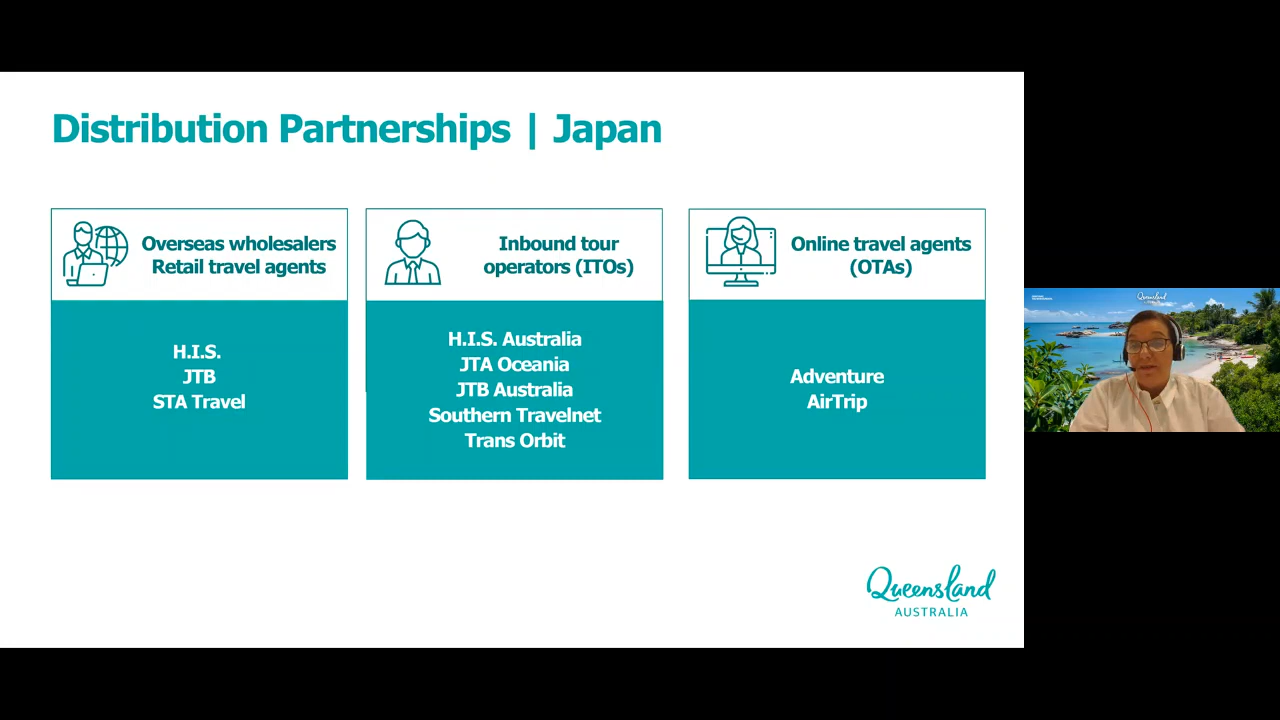 Distribution Partnerships | Japan
Overseas wholesalers
Retail travel agents
H.I.S.
JTB
STA Travel
Inbound tour
operators (ITOs)
H.I.S. Australia
JTA Oceania
JTB Australia
Southern Travelnet
Trans Orbit
Online travel agents
(OTAs)
Adventure
AirTrip
Queensland
AUSTRALIA
Queensland